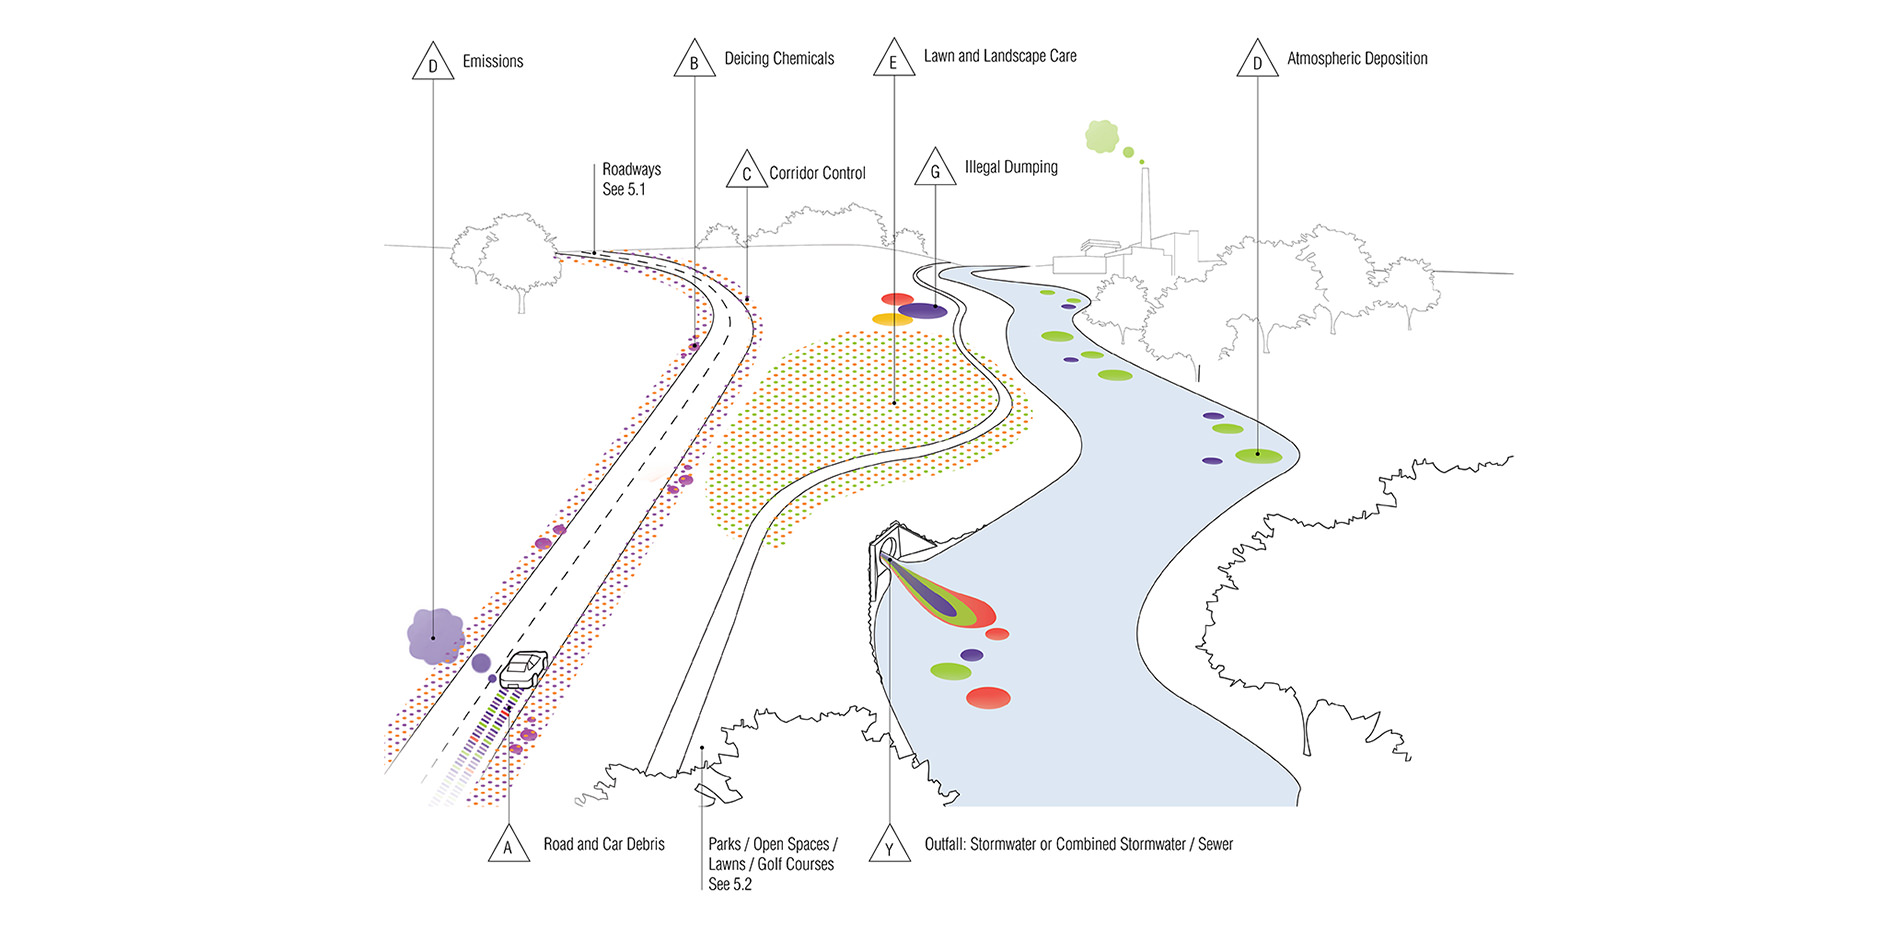 D
Emissions
B
Deicing Chemicals
E
Lawn and Landscape Care
D
Atmospheric Deposition
Roadways
See 5.1
C
Corridor Control
G
Illegal Dumping
A
Road and Car Debris
Parks / Open Spaces /
Lawns / Golf Courses
See 5.2
Y
Outfall: Stormwater or Combined Stormwater / Sewer